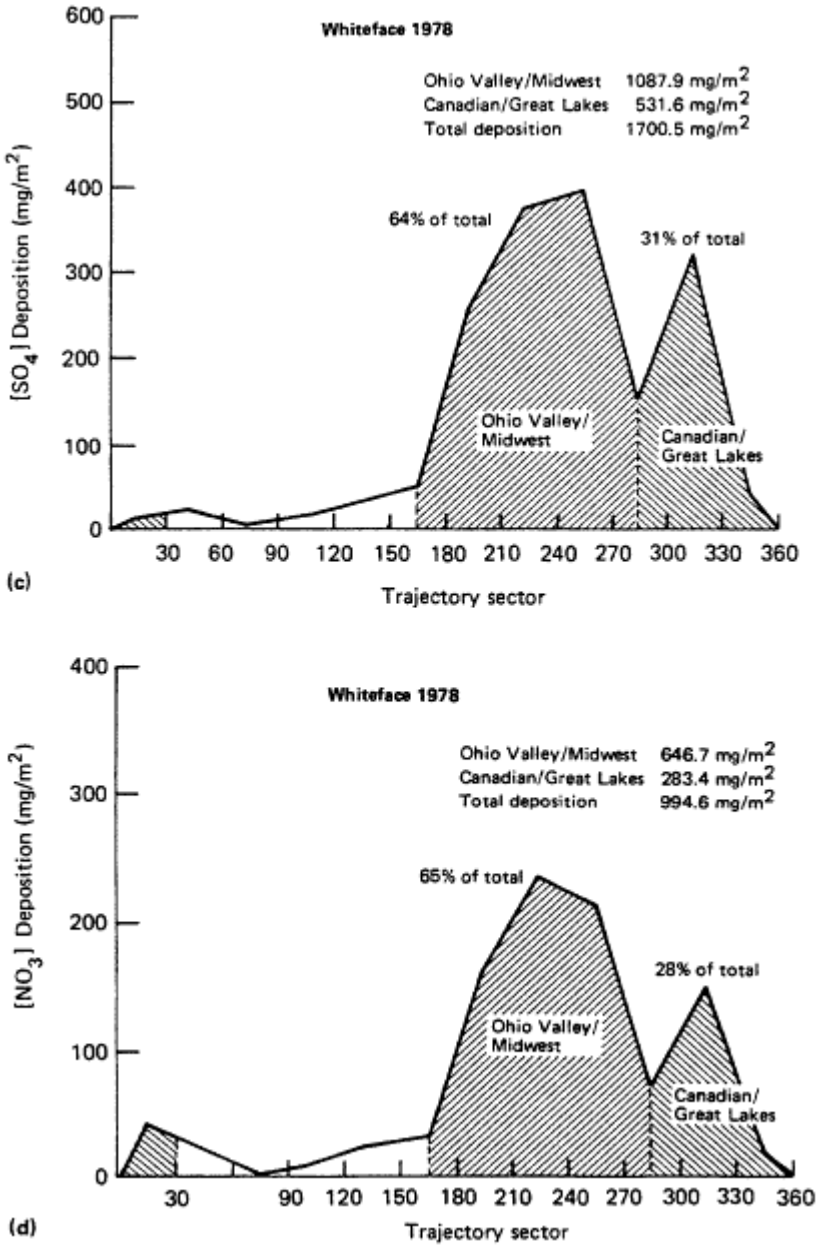 600
Whiteface 1978
Ohio Valley/Midwest 1087.9 mg/m2
500
Canadian/Great Lakes 531.6 mg/m2
Total deposition 1700.5 mg/m2
[SO4] Deposition (mg/m2)
400
64% of total
31% of total
300
200
Ohio Valley/
Midwest
Canadian/
Great Lakes
100
0
30 60 90 120 150 180 210 240 270 300 330 360
(c)
Trajectory sector
400
Whiteface 1978
Ohio Valley/Midwest 646.7 mg/m2
Canadian/Great Lakes 283.4 mg/m2
Total deposition 994.6 mg/m2
[NO3] Deposition (mg/m2)
300
65% of total
200
28% of total
Ohio Valley/
Midwest
100
Canadian/
Great Lakes
0
30 90 120 150 180 210 240 270 300 330 360
(d)
Trajectory sector